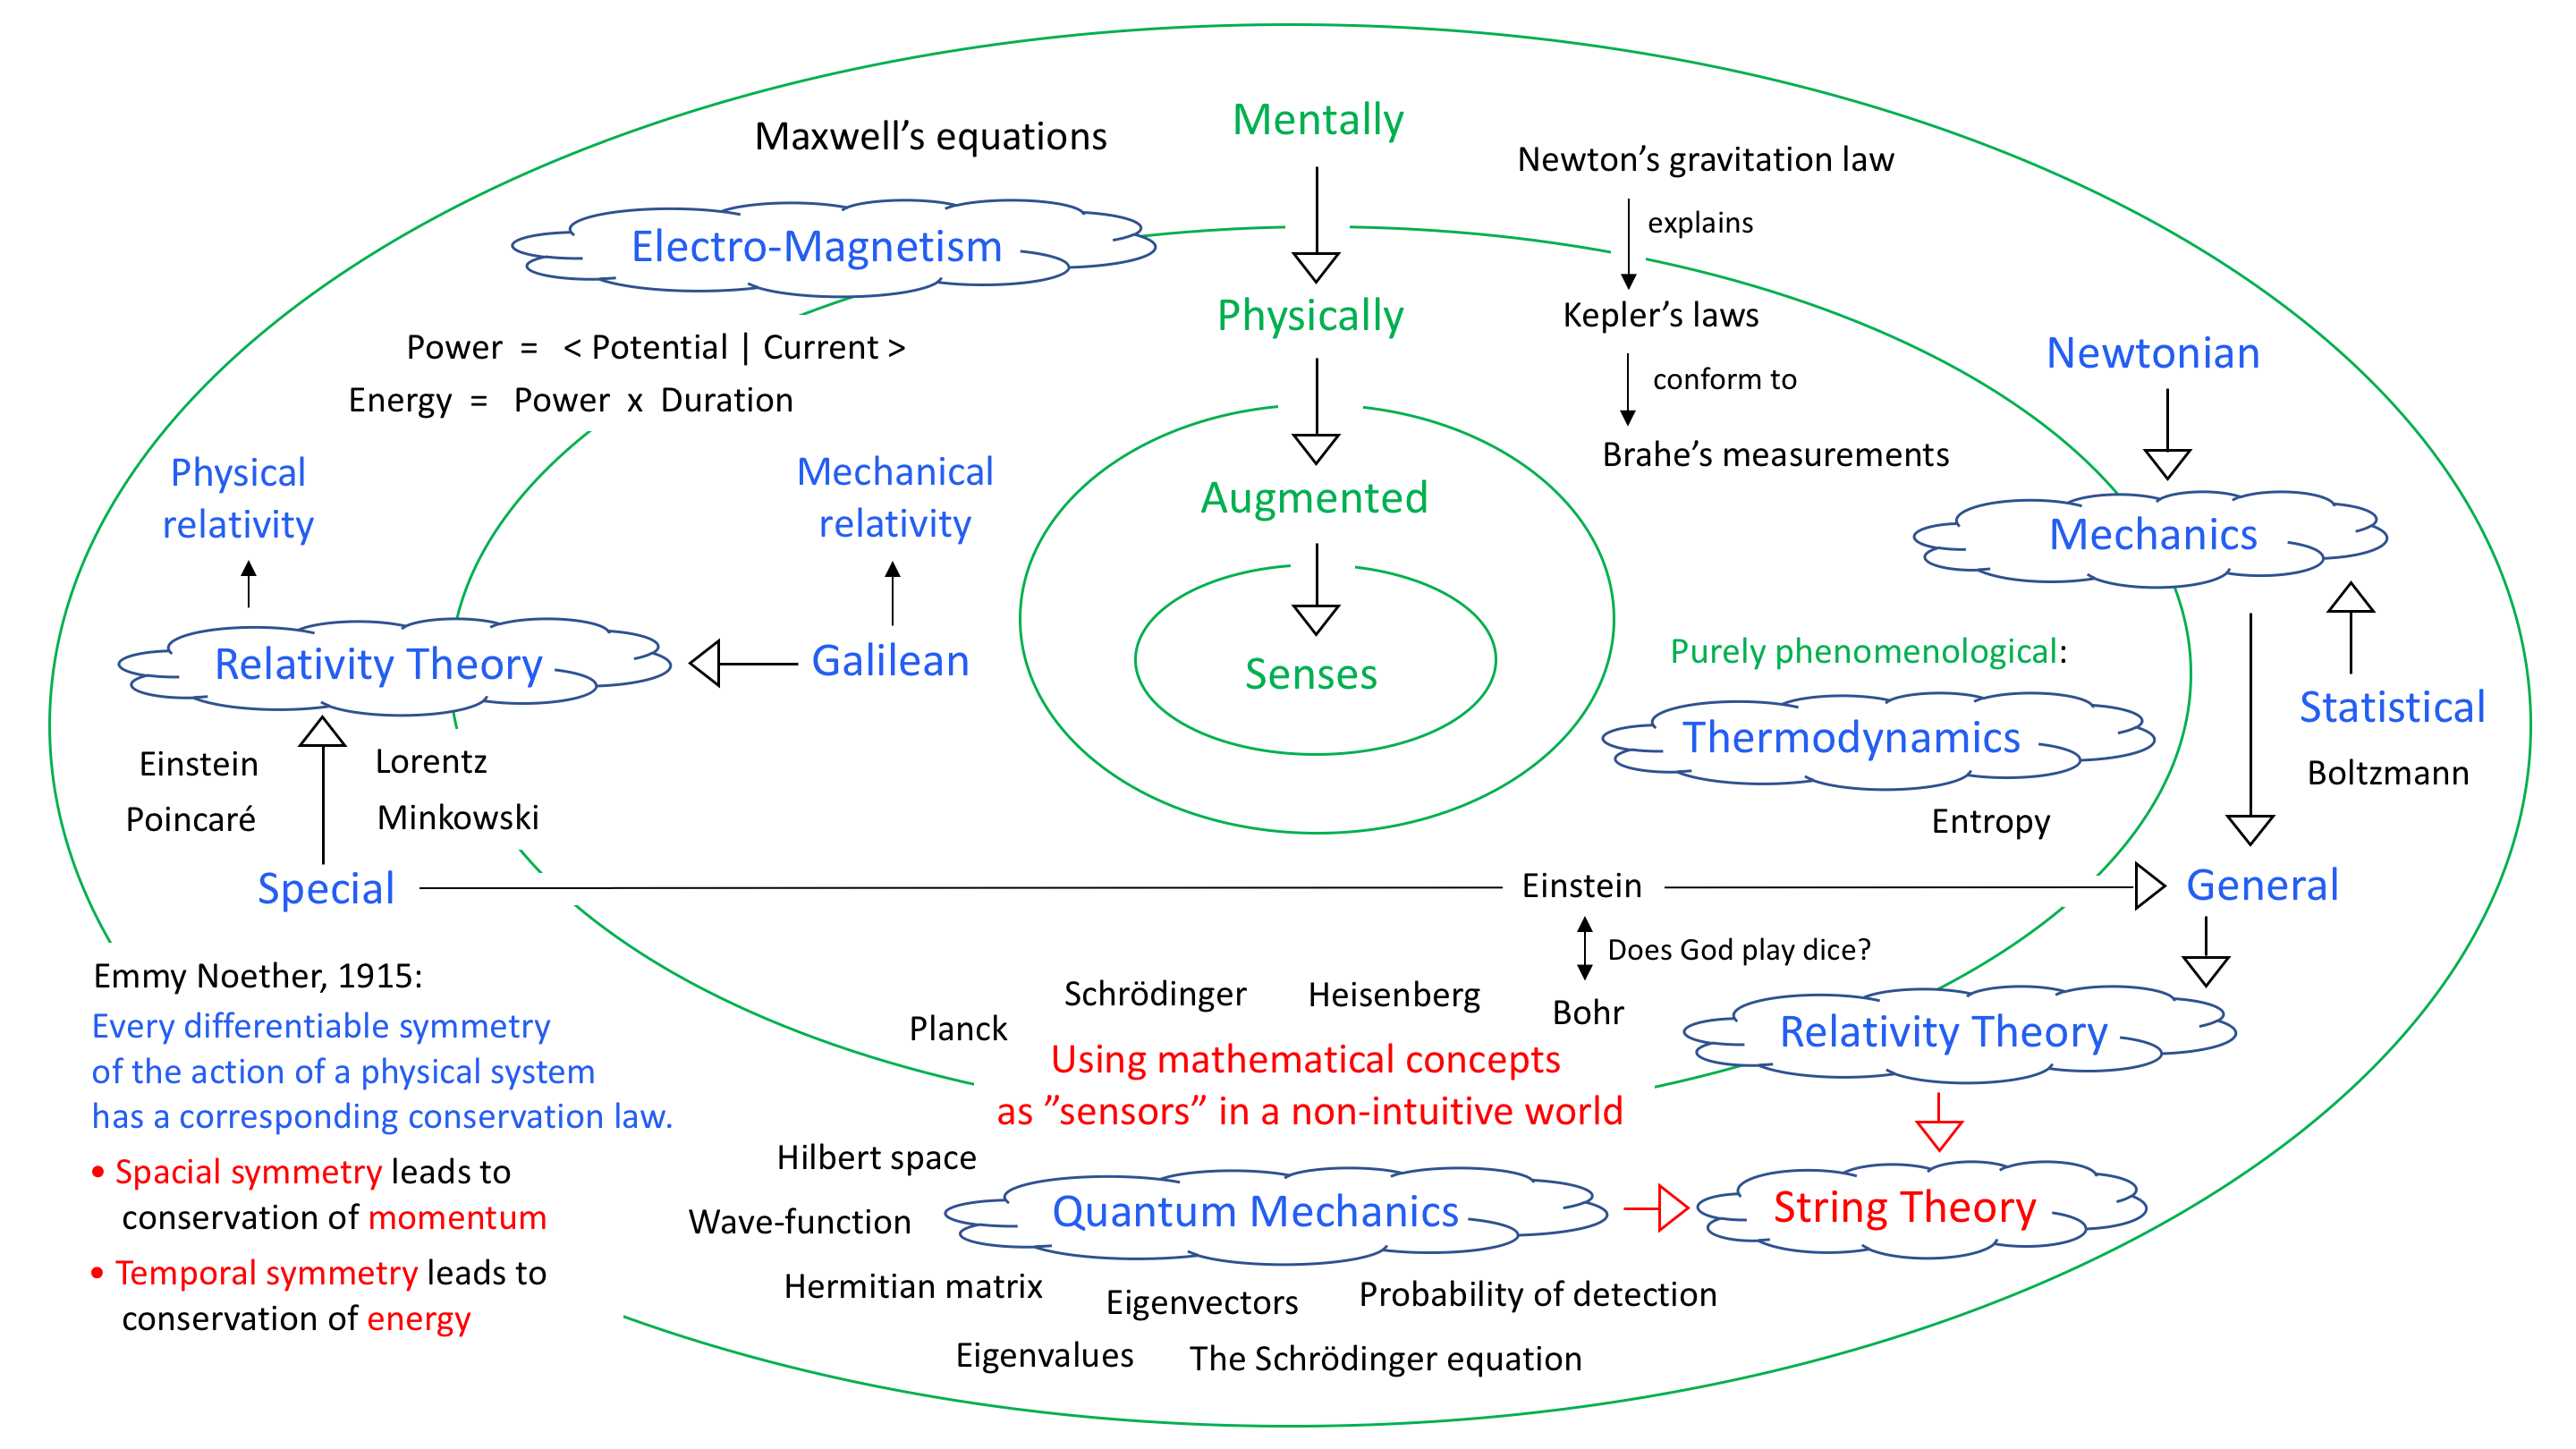 Mentally
Maxwell’s equations
Newton’s gravitation law
explains
Electro-Magnetism
Physically
Kepler’s laws
Power = < Potential | Current >
Newtonian
conform to
Energy = Power x Duration
Brahe’s measurements
Physical
relativity
Mechanical
relativity
Augmented
Mechanics
Relativity Theory
Galilean
Senses
Purely phenomenological:
Thermodynamics
Statistical
Einstein
Lorentz
Boltzmann
Poincaré
Minkowski
Entropy
Special
Einstein
General
Does God play dice?
Emmy Noether, 1915:
Every differentiable symmetry
of the action of a physical system
has a corresponding conservation law.
• Spacial symmetry leads to
conservation of momentum
• Temporal symmetry leads to
conservation of energy
Planck
Schrödinger
Heisenberg
Bohr
Relativity Theory
Using mathematical concepts
as ”sensors” in a non-intuitive world
Hilbert space
Wave-function
Quantum Mechanics
String Theory
Hermitian matrix
Eigenvectors
Probability of detection
Eigenvalues
The Schrödinger equation